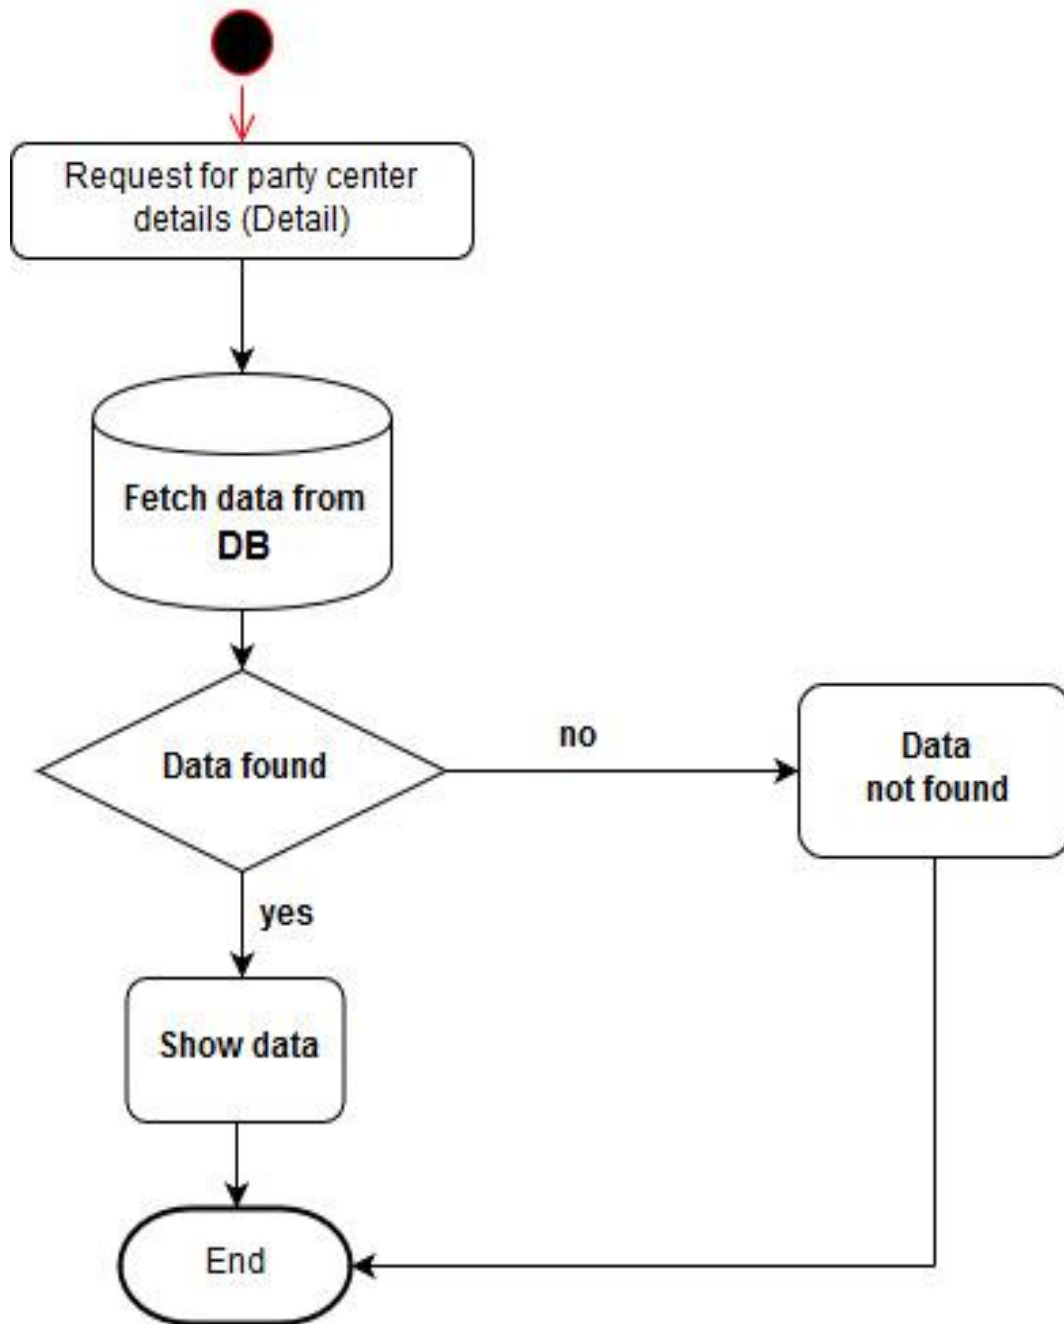 Request for party center
details (Detail)
Fetch data from
DB
Data found
no
Data
not found
yes
Show data
End